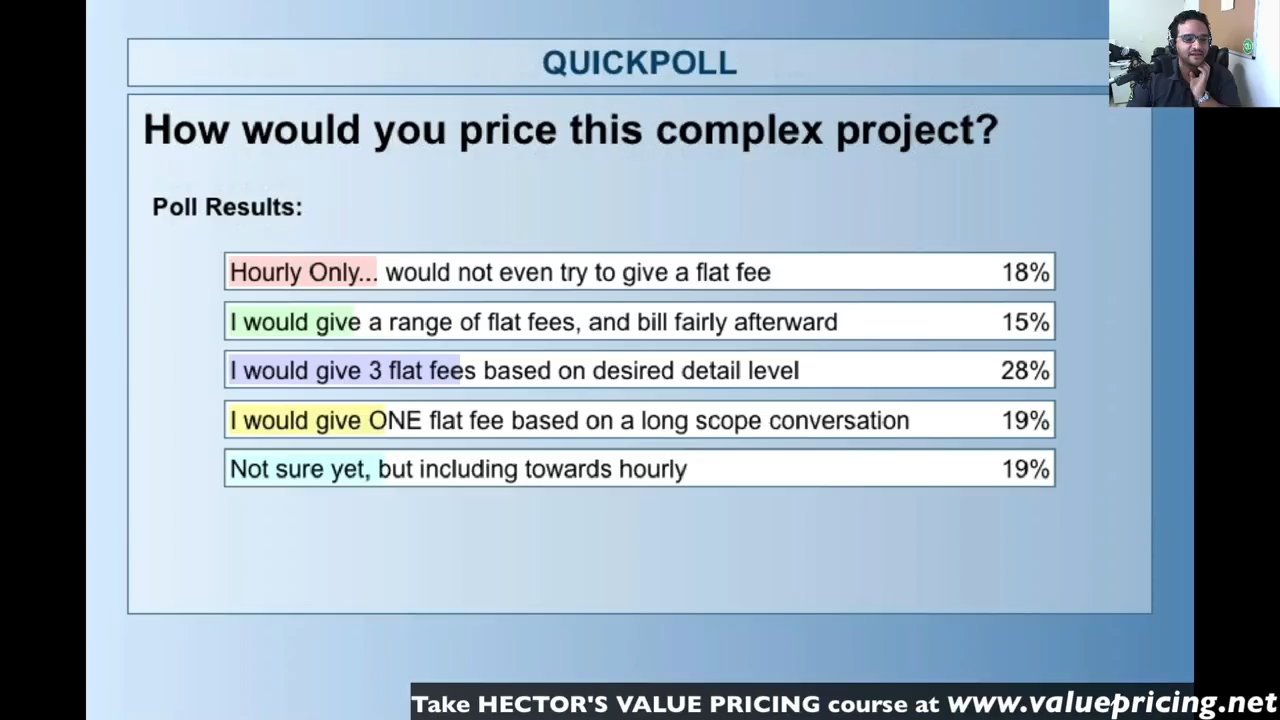 QUICKPOLL
How would you price this complex project?
Poll Results:
Hourly Only... would not even try to give a flat fee 18%
I would give a range of flat fees, and bill fairly afterward 15%
I would give 3 flat fees based on desired detail level 28%
I would give ONE flat fee based on a long scope conversation 19%
Not sure yet, but including towards hourly 19%
Take HECTOR'S VALUE PRICING course at www.valuepricing.net